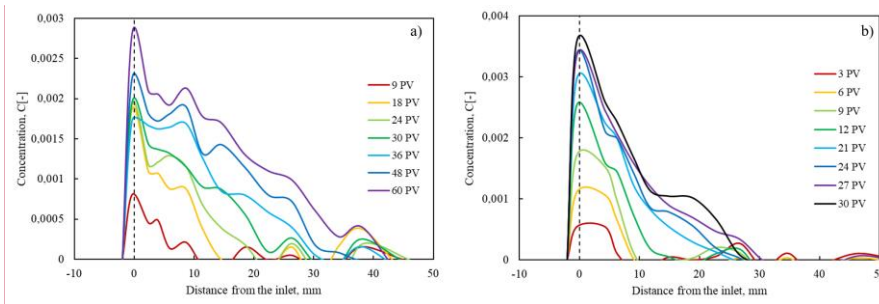 a)
0,003
0,0025
0,002
0,0015
0,001
0,0005
0
-10
0
10
20
30
40
50
Concentration, C[-]
Distance from the inlet, mm
9 PV
18 PV
24 PV
30 PV
36 PV
48 PV
60 PV
b)
0,004
0,003
0,002
0,001
0
-10
0
10
20
30
40
50
Concentration, C[-]
Distance from the inlet, mm
3 PV
6 PV
9 PV
12 PV
21 PV
24 PV
27 PV
30 PV